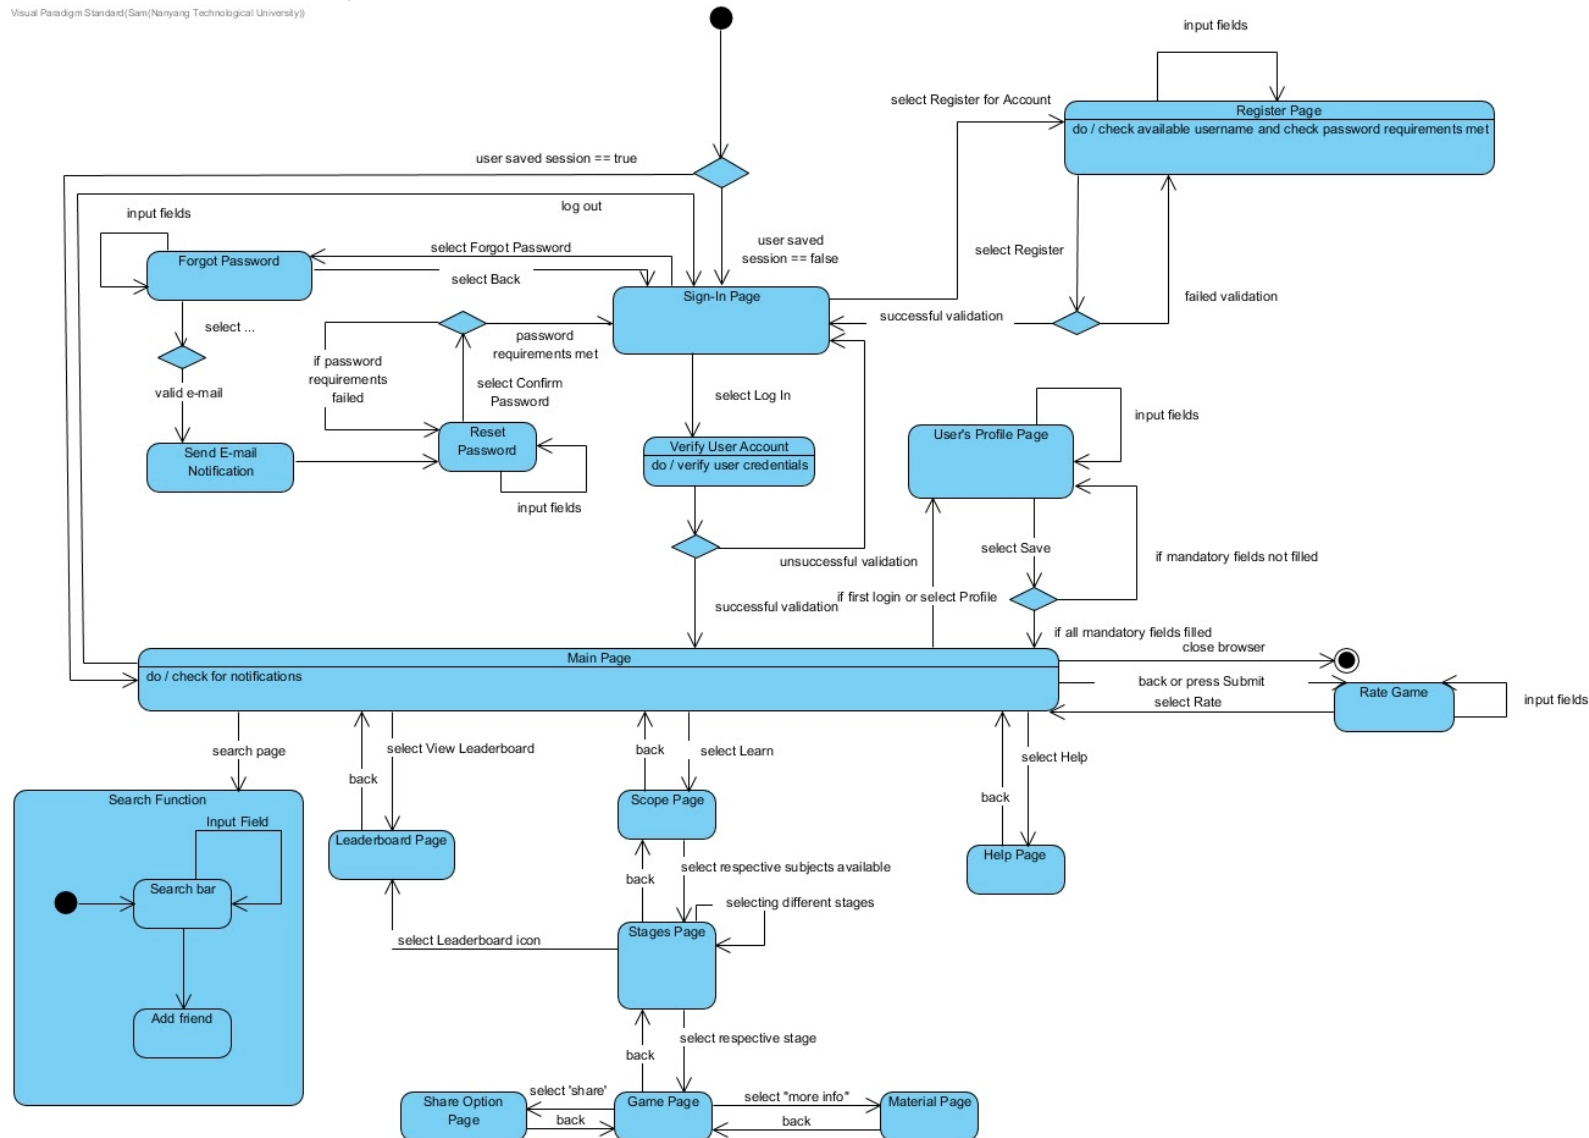 Visual Paradigm Standard(Sam(Nanyang Technological University))
input fields
select Register for Account
Register Page
do / check available username and check password requirements met
user saved session == true
log out
input fields
user saved
session == false
select Forgot Password
select Back
Forgot Password
select Register
Sign-In Page
failed validation
successful validation
select ...
password
requirements met
if password
requirements
failed
select Confirm
Password
valid e-mail
select Log In
input fields
Reset
Password
User's Profile Page
Verify User Account
do / verify user credentials
Send E-mail
Notification
input fields
select Save
if mandatory fields not filled
unsuccessful validation
if first login or select Profile
successful validation
if all mandatory fields filled
close browser
Main Page
do / check for notifications
back or press Submit
Rate Game
select Rate
input fields
search page
select View Leaderboard
back
select Learn
select Help
back
back
Search Function
Scope Page
Input Field
Leaderboard Page
Help Page
select respective subjects available
back
Search bar
selecting different stages
Stages Page
select Leaderboard icon
Add friend
select respective stage
back
select 'share'
Share Option
Page
back
Game Page
select "more info"
back
Material Page